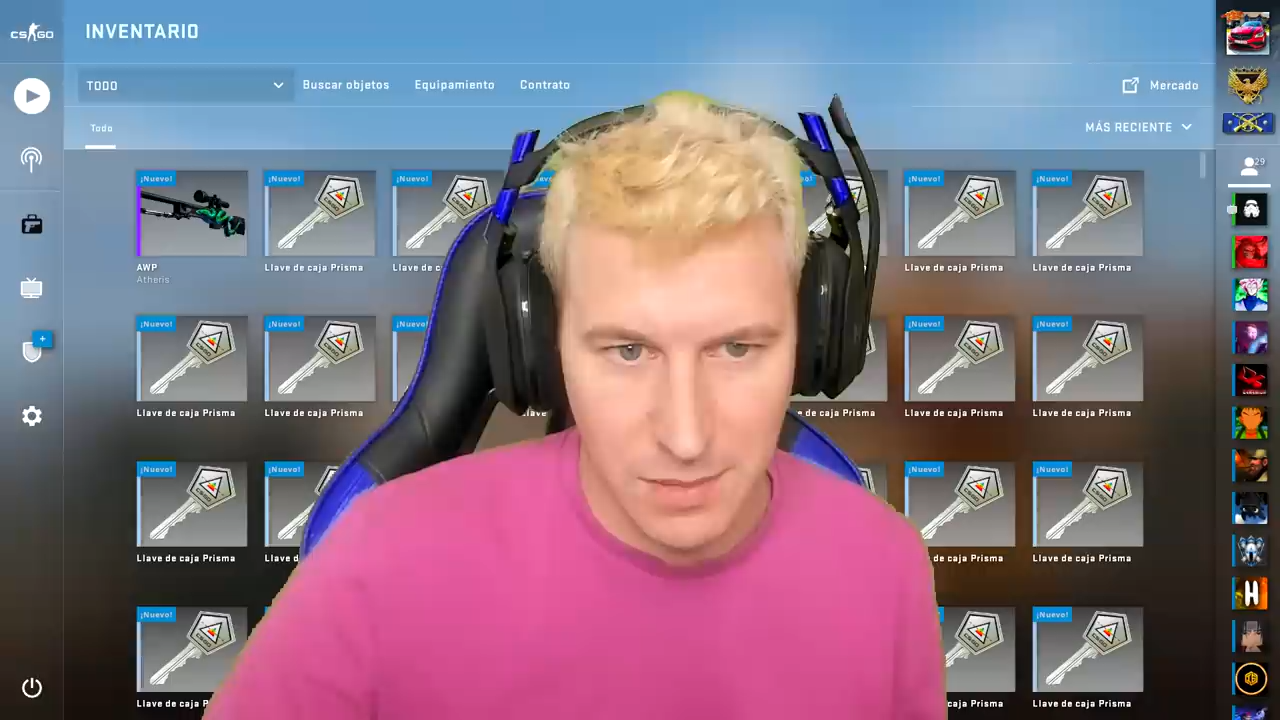 CS:GO
INVENTARIO
TODO
Buscar objetos
Equipamiento
Contrato
Mercado
Todo
MÁS RECIENTE
29
¡Nuevo!
¡Nuevo!
¡Nuevo!
¡Nuevo!
¡Nuevo!
AWP
Atheris
Llave de caja Prisma
Llave de c
Llave de caja Prisma
Llave de caja Prisma
¡Nuevo!
¡Nuevo!
¡Nuevo!
¡Nuevo!
Llave de caja Prisma
Llave de caja Prisma
de caja Prisma
Llave de caja Prisma
Llave de caja Prisma
¡Nuevo!
¡Nuevo!
¡Nuevo!
¡Nuevo!
Llave de caja Prisma
Llave d
de caja Prisma
Llave de caja Prisma
¡Nuevo!
¡Nuevo!
Llave d
de caja Prisma
Llave de caja Prisma